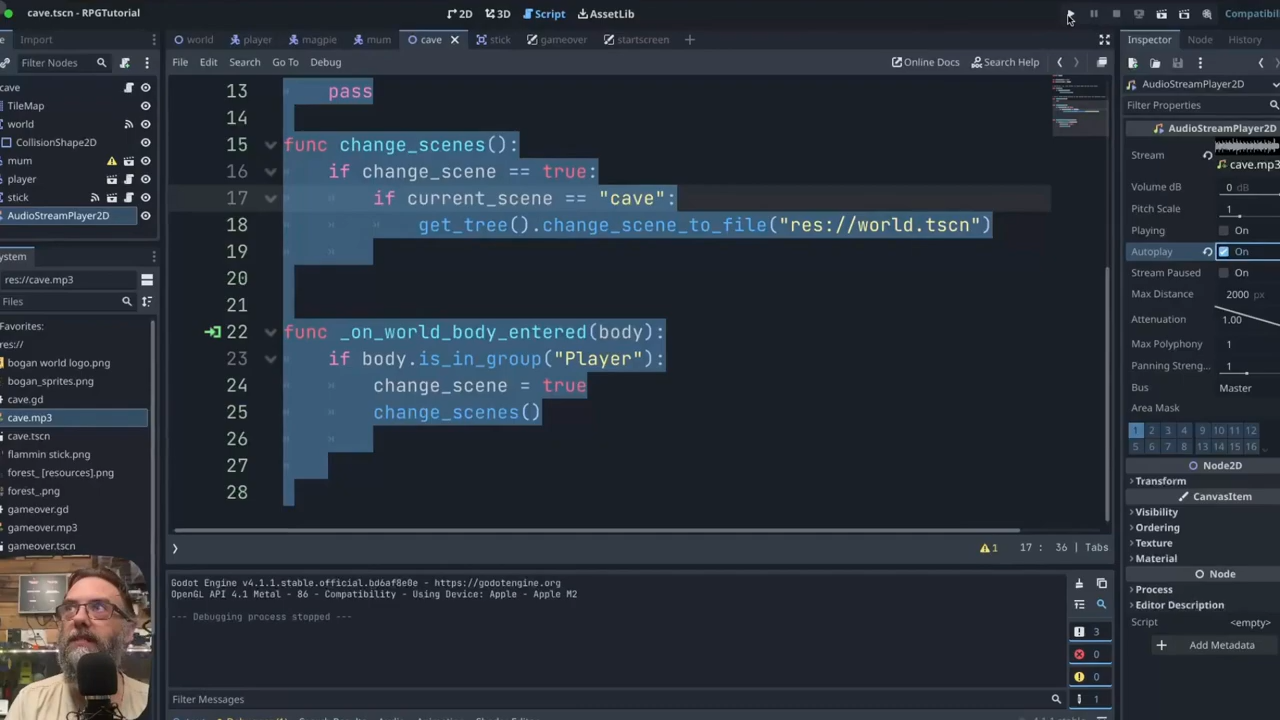 cave.tscn - RPGTutorial
2D 3D Script AssetLib
Compatibi
Import
world player magpie mum cave stick gameover startscreen
Inspector Node History
Filter Nodes
File Edit Search Go To Debug
Online Docs Search Help
cave
TileMap
world
CollisionShape2D
mum
player
stick
AudioStreamPlayer2D
ystem
res://cave.mp3
Files
Favorites:
res://
bogan world logo.png
bogan_sprites.png
cave.gd
cave.mp3
cave.tscn
flammin stick.png
forest_ [resources].png
forest_.png
gameover.gd
gameover.mp3
gameover.tscn
13 pass
14
15 func change_scenes():
16 if change_scene == true:
17 if current_scene == "cave":
18 get_tree().change_scene_to_file("res://world.tscn")
19
20
21
22 func _on_world_body_entered(body):
23 if body.is_in_group("Player"):
24 change_scene = true
25 change_scenes()
26
27
28
1 17 : 36 | Tabs
Godot Engine v4.1.1.stable.official.bd6af8e0e - https://godotengine.org
OpenGL API 4.1 Metal - 86 - Compatibility - Using Device: Apple - Apple M2
--- Debugging process stopped ---
3
0
0
1
Filter Messages
AudioStreamPlayer2D
Filter Properties
AudioStreamPlayer2D
Stream
cave.mp3
Volume dB 0 dB
Pitch Scale 1
Playing On
Autoplay On
Stream Paused On
Max Distance 2000 px
Attenuation 1.00
Max Polyphony 1
Panning Streng... 1
Bus Master
Area Mask
1 2 3 4 9 10 11 12
5 6 7 8 13 14 15 16
Node2D
Transform
CanvasItem
Visibility
Ordering
Texture
Material
Node
Process
Editor Description
Script <empty>
Add Metadata